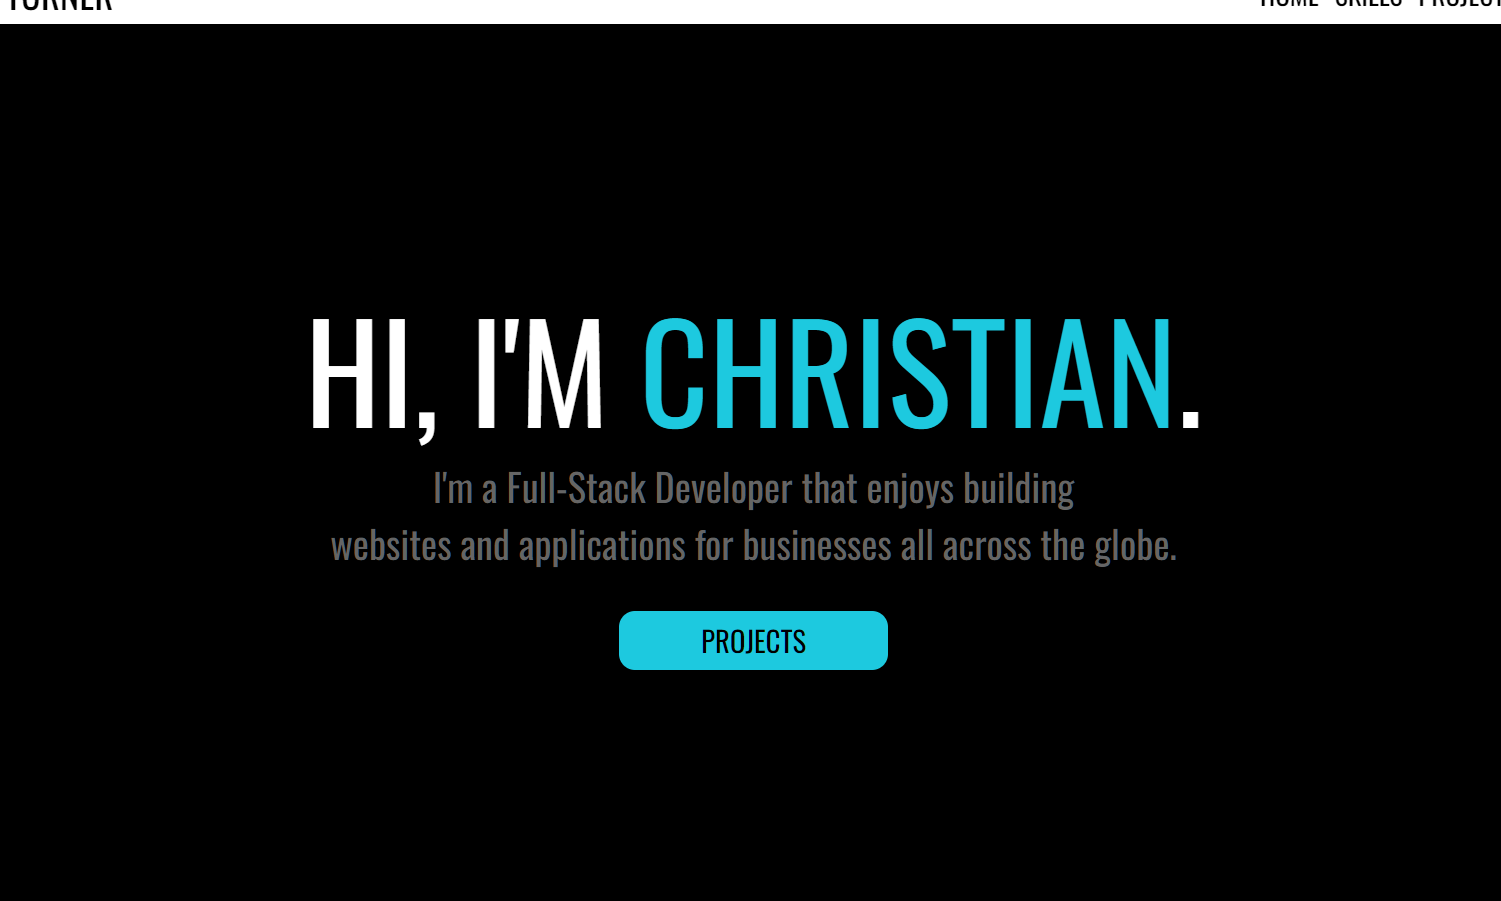 TURNER
HOME SKILLS PROJECT
HI, I'M CHRISTIAN.
I'm a Full-Stack Developer that enjoys building
websites and applications for businesses all across the globe.
PROJECTS